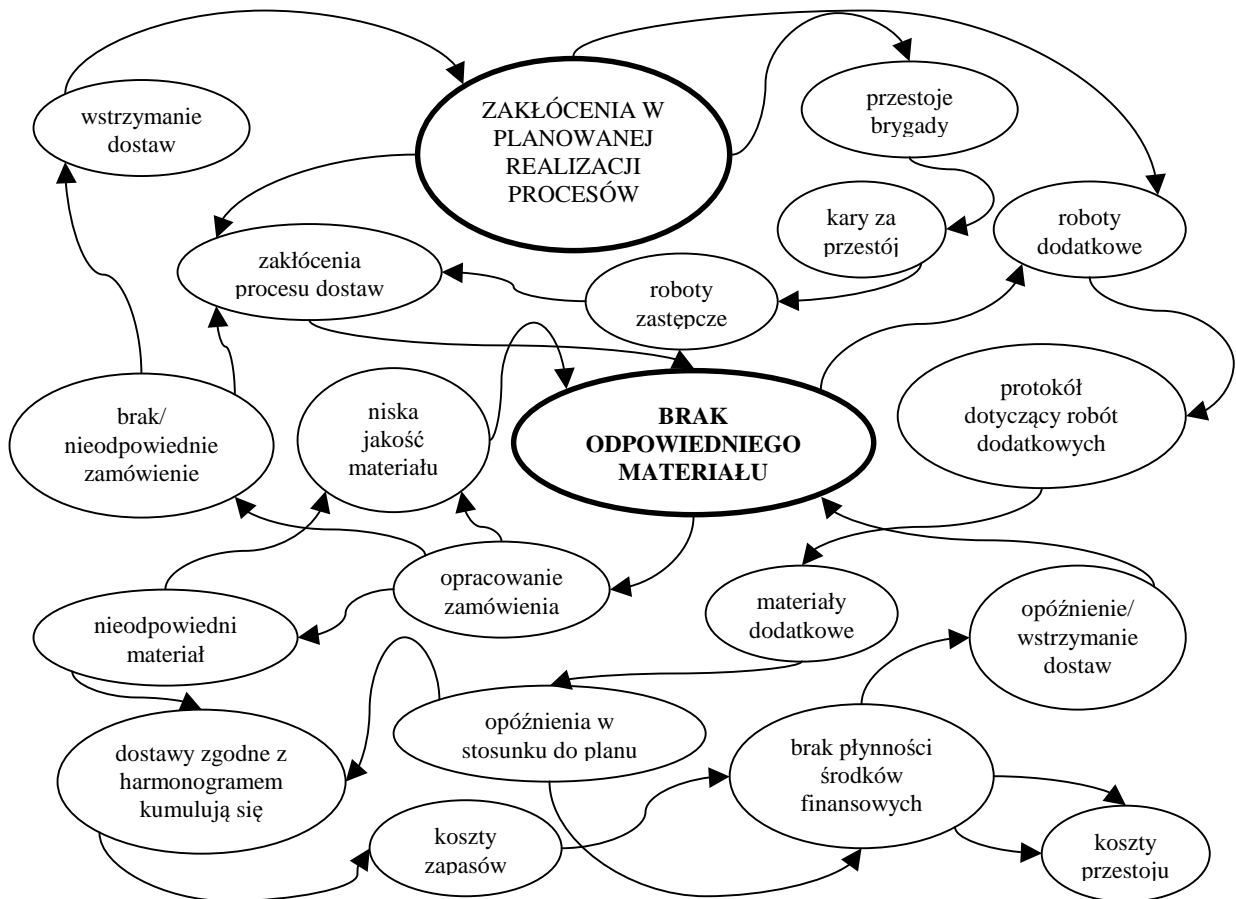 ZAKŁÓCENIA W
PLANOWANEJ
REALIZACJI
PROCESÓW
wstrzymanie
dostaw
przestoje
brygady
kary za
przestój
roboty
dodatkowe
zakłócenia
procesu dostaw
roboty
zastępcze
brak/
nieodpowiednie
zamówienie
niska
jakość
materiału
BRAK
ODPOWIEDNIEGO
MATERIAŁU
protokół
dotyczący robót
dodatkowych
opracowanie
zamówienia
nieodpowiedni
materiał
materiały
dodatkowe
opóźnienie/
wstrzymanie
dostaw
dostawy zgodne z
harmonogramem
kumulują się
opóźnienia w
stosunku do planu
brak płynności
środków
finansowych
koszty
zapasów
koszty
przestoju